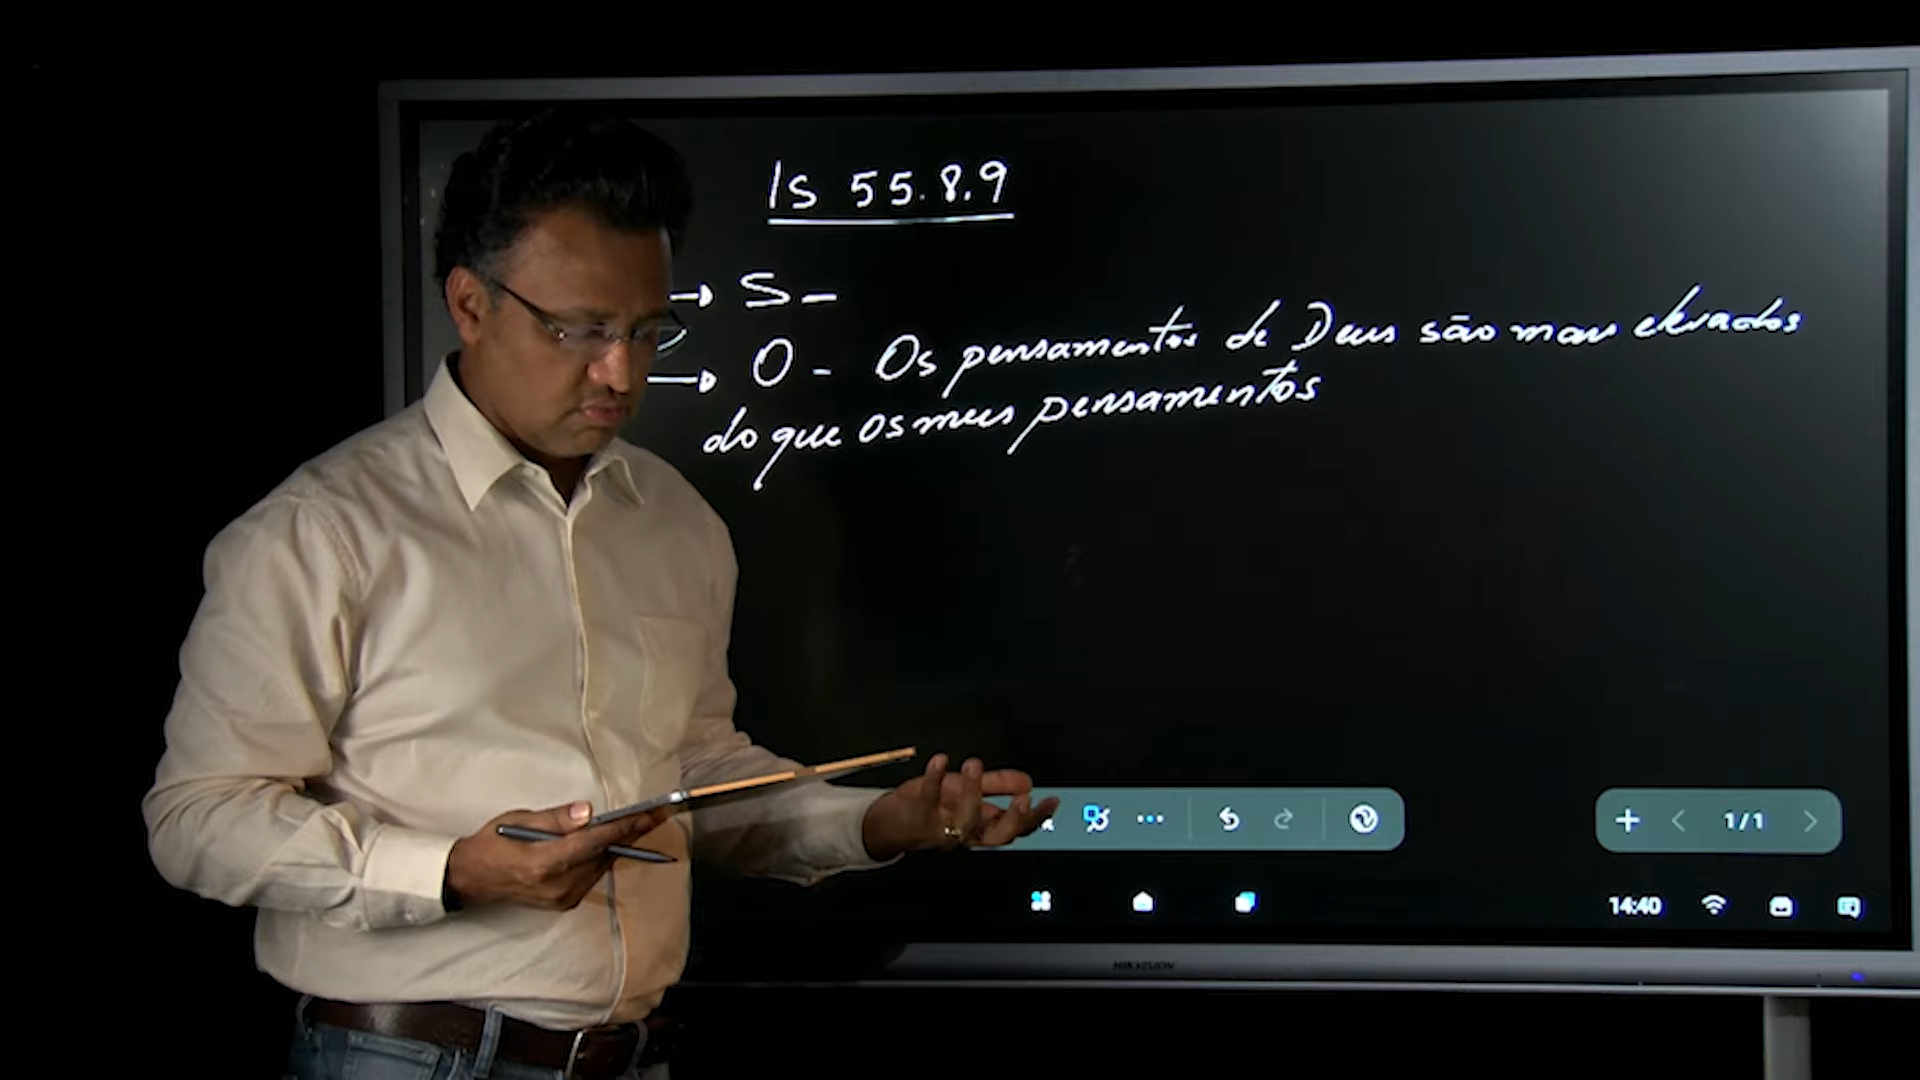 Is 55.8.9
→ S -
→ O - Os pensamentos de Deus são mais elevados
do que os meus pensamentos
1/1
14:40
HIKVISION